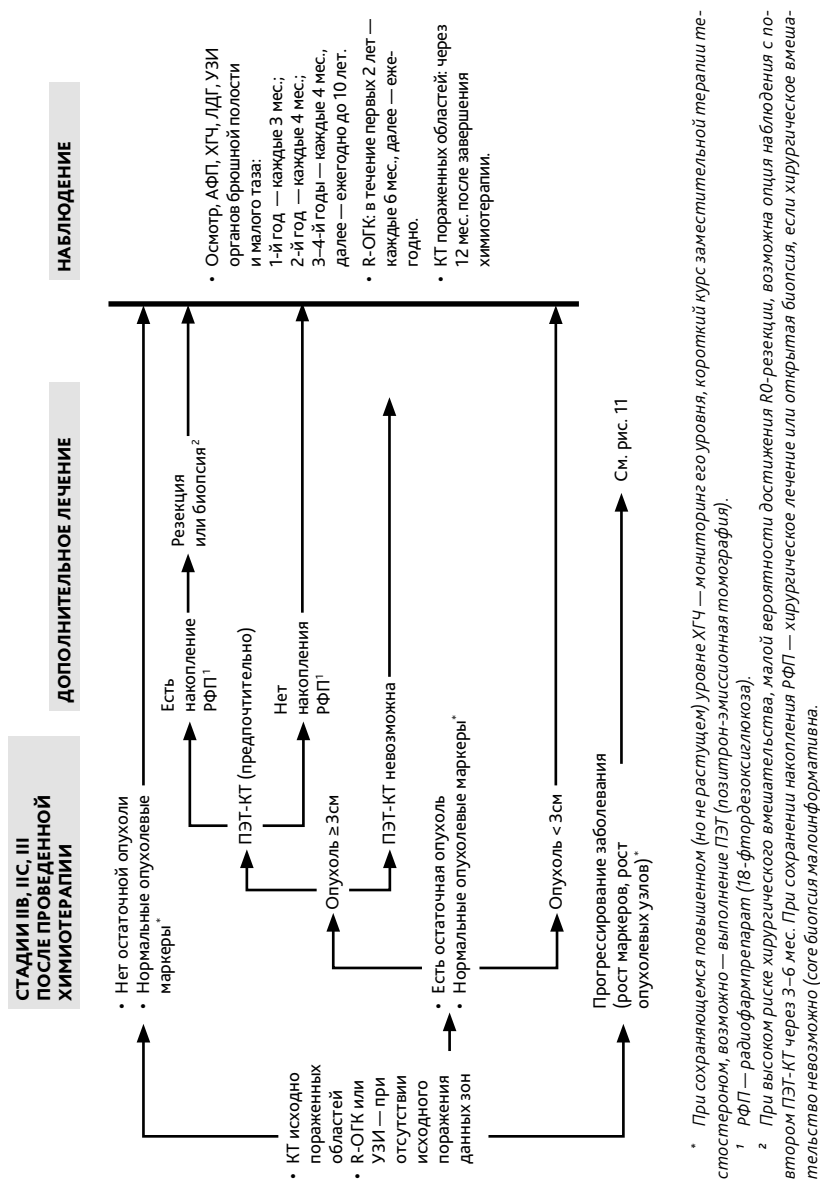 СТАДИИ IIB, IIC, III
ПОСЛЕ ПРОВЕДЕННОЙ
ХИМИОТЕРАПИИ
ДОПОЛНИТЕЛЬНОЕ ЛЕЧЕНИЕ
НАБЛЮДЕНИЕ
• КТ исходно
пораженных
областей
• R-ОГК или
УЗИ — при
отсутствии
исходного
поражения
данных зон
• Нет остаточной опухоли
• Нормальные опухолевые
маркеры*
• Есть остаточная опухоль
• Нормальные опухолевые маркеры*
Прогрессирование заболевания
(рост маркеров, рост
опухолевых узлов)*
Опухоль ≥ 3см
Опухоль < 3см
ПЭТ-КТ (предпочтительно)
ПЭТ-КТ невозможна
Есть
накопление
РФП¹
Нет
накопления
РФП¹
Резекция
или биопсия²
См. рис. 11
• Осмотр, АФП, ХГЧ, ЛДГ, УЗИ
органов брюшной полости
и малого таза:
1-й год — каждые 3 мес.;
2-й год — каждые 4 мес.;
3–4-й годы — каждые 4 мес.,
далее — ежегодно до 10 лет.
• R-ОГК: в течение первых 2 лет —
каждые 6 мес., далее — еже-
годно.
• КТ пораженных областей: через
12 мес. после завершения
химиотерапии.
* При сохраняющемся повышенном (но не растущем) уровне ХГЧ — мониторинг его уровня, короткий курс заместительной терапии те-
стостероном, возможно — выполнение ПЭТ (позитрон-эмиссионная томография).
¹ РФП — радиофармпрепарат (18-фтордезоксиглюкоза).
² При высоком риске хирургического вмешательства, малой вероятности достижения R0-резекции, возможна опция наблюдения с по-
втором ПЭТ-КТ через 3–6 мес. При сохранении накопления РФП — хирургическое лечение или открытая биопсия, если хирургическое вмеша-
тельство невозможно (core биопсия малоинформативна.